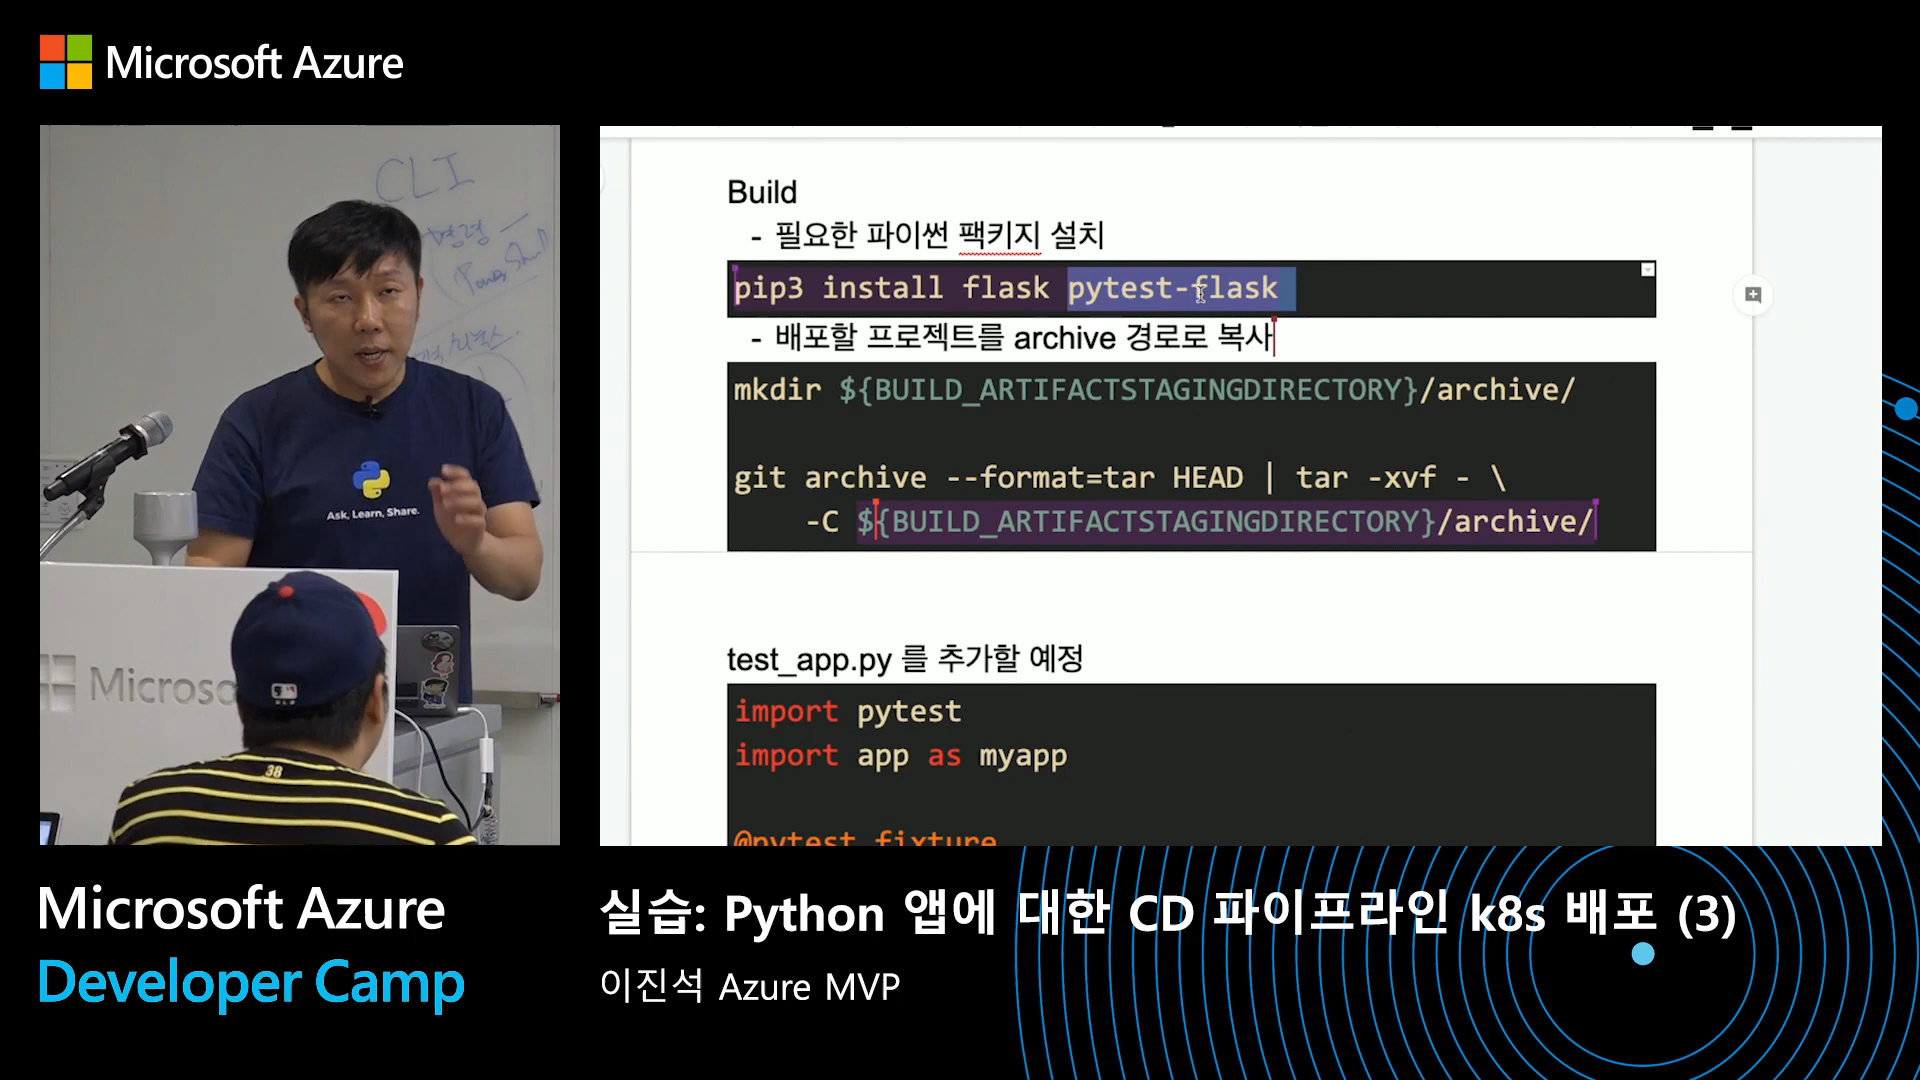 Microsoft Azure
CLI
Ask, Learn, Share.
38
Build
- 필요한 파이썬 팩키지 설치
pip3 install flask pytest-flask
- 배포할 프로젝트를 archive 경로로 복사
mkdir ${BUILD_ARTIFACTSTAGINGDIRECTORY}/archive/
git archive --format=tar HEAD | tar -xvf - \
-C ${BUILD_ARTIFACTSTAGINGDIRECTORY}/archive/
test_app.py 를 추가할 예정
import pytest
import app as myapp
@pytest.fixture
Microsoft Azure
Developer Camp
실습: Python 앱에 대한 CD 파이프라인 k8s 배포 (3)
이진석 Azure MVP